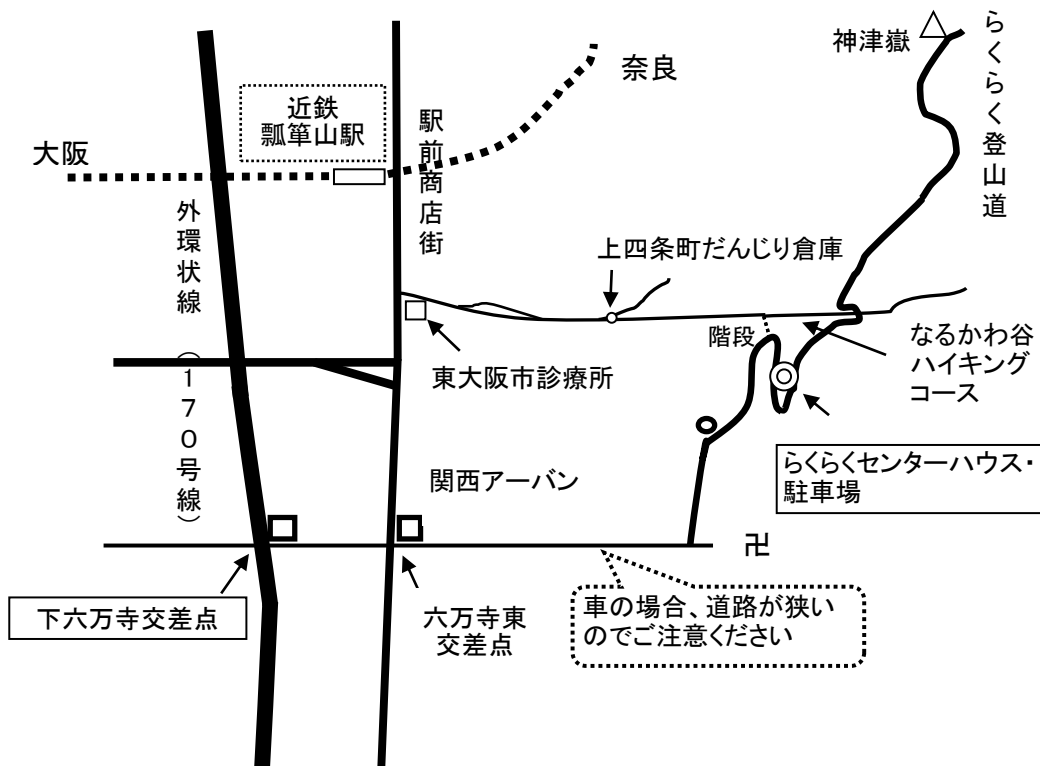 神津嶽
らくらく登山道
奈良
近鉄
瓢箪山駅
駅前商店街
大阪
外環状線(170号線)
上四条町だんじり倉庫
階段
なるかわ谷
ハイキング
コース
東大阪市診療所
らくらくセンターハウス・
駐車場
関西アーバン
卍
下六万寺交差点
六万寺東
交差点
車の場合、道路が狭い
のでご注意ください